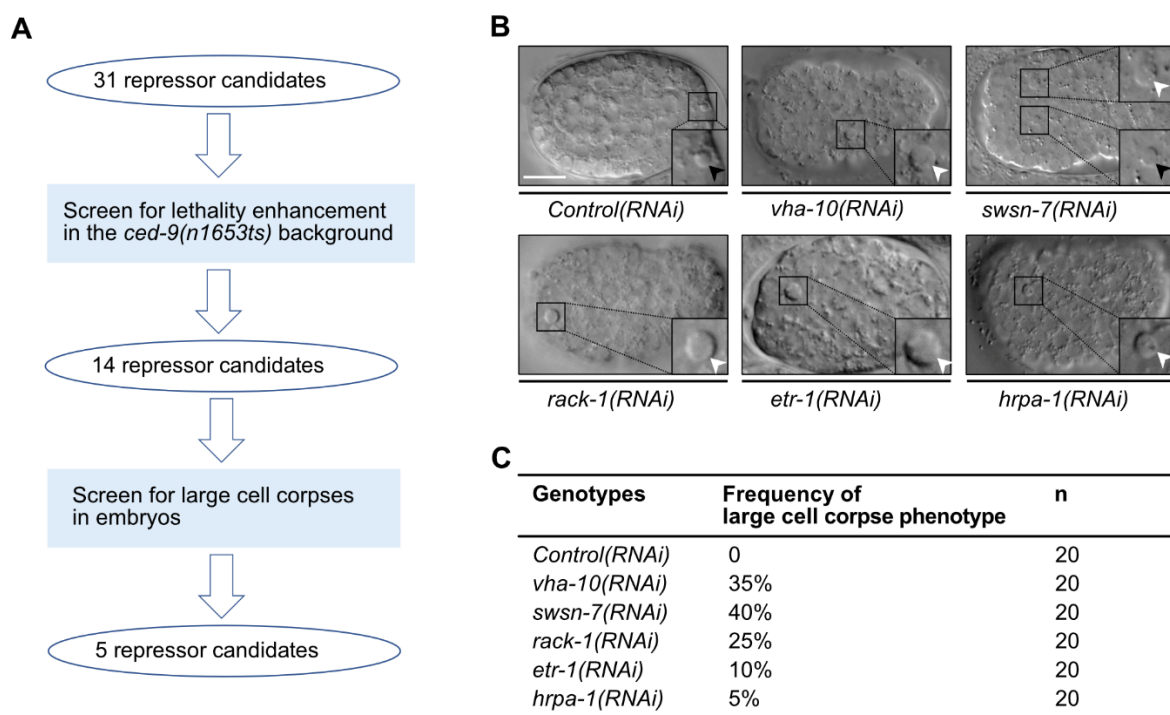 A
31 repressor candidates
Screen for lethality enhancement
in the ced-9(n1653ts) background
14 repressor candidates
Screen for large cell corpses
in embryos
5 repressor candidates
B
Control(RNAi) vha-10(RNAi) swsn-7(RNAi)
rack-1(RNAi) etr-1(RNAi) hrpa-1(RNAi)
C
Genotypes Frequency of large cell corpse phenotype n
Control(RNAi) 0 20
vha-10(RNAi) 35% 20
swsn-7(RNAi) 40% 20
rack-1(RNAi) 25% 20
etr-1(RNAi) 10% 20
hrpa-1(RNAi) 5% 20